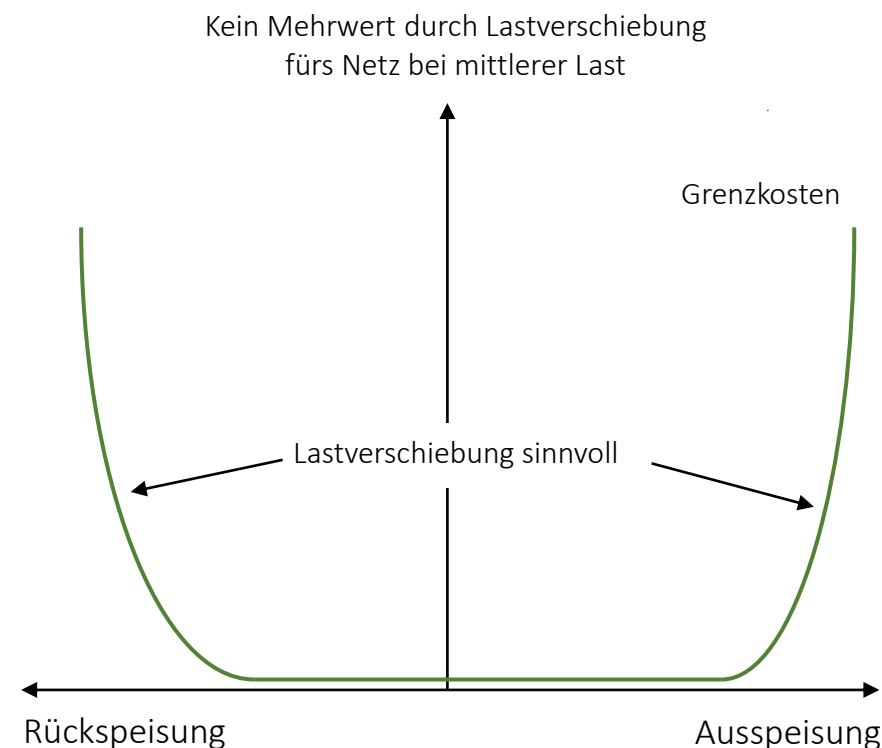 Kein Mehrwert durch Lastverschiebung
fürs Netz bei mittlerer Last
Grenzkosten
Lastverschiebung sinnvoll
Rückspeisung
Ausspeisung